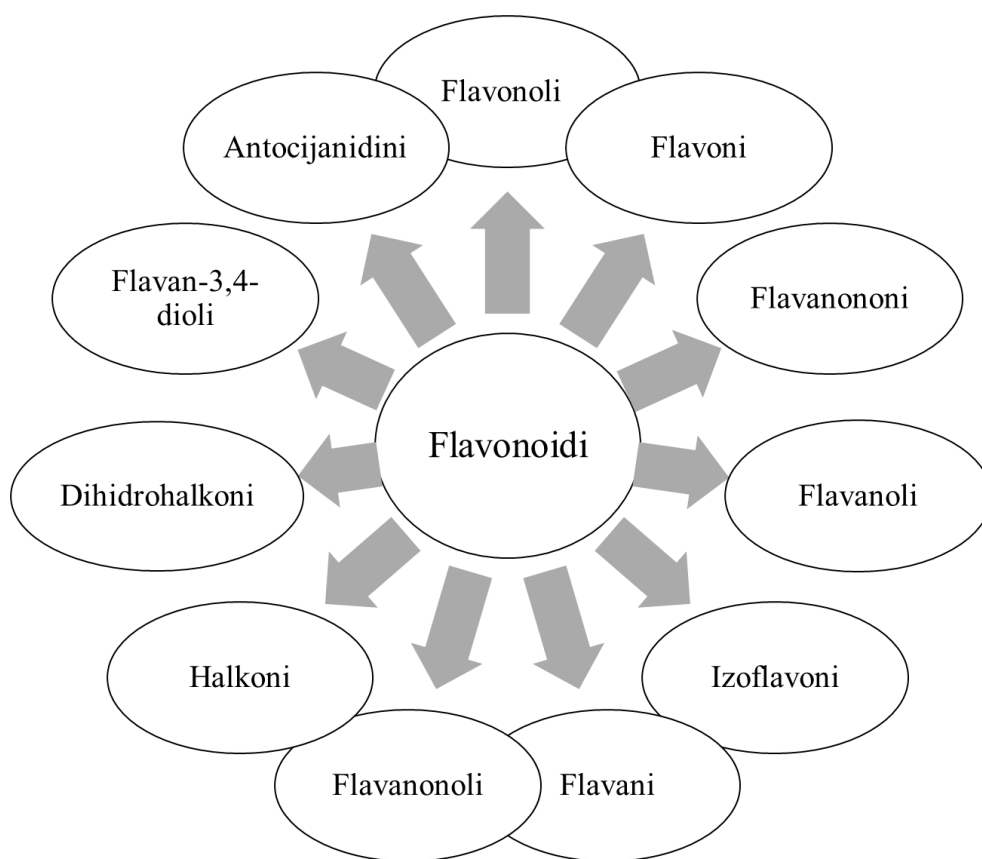 Flavonoli
Antocijanidini
Flavoni
Flavan-3,4-
dioli
Flavanononi
Flavonoidi
Dihidrohalkoni
Flavanoli
Halkoni
Izoflavoni
Flavanonoli
Flavani